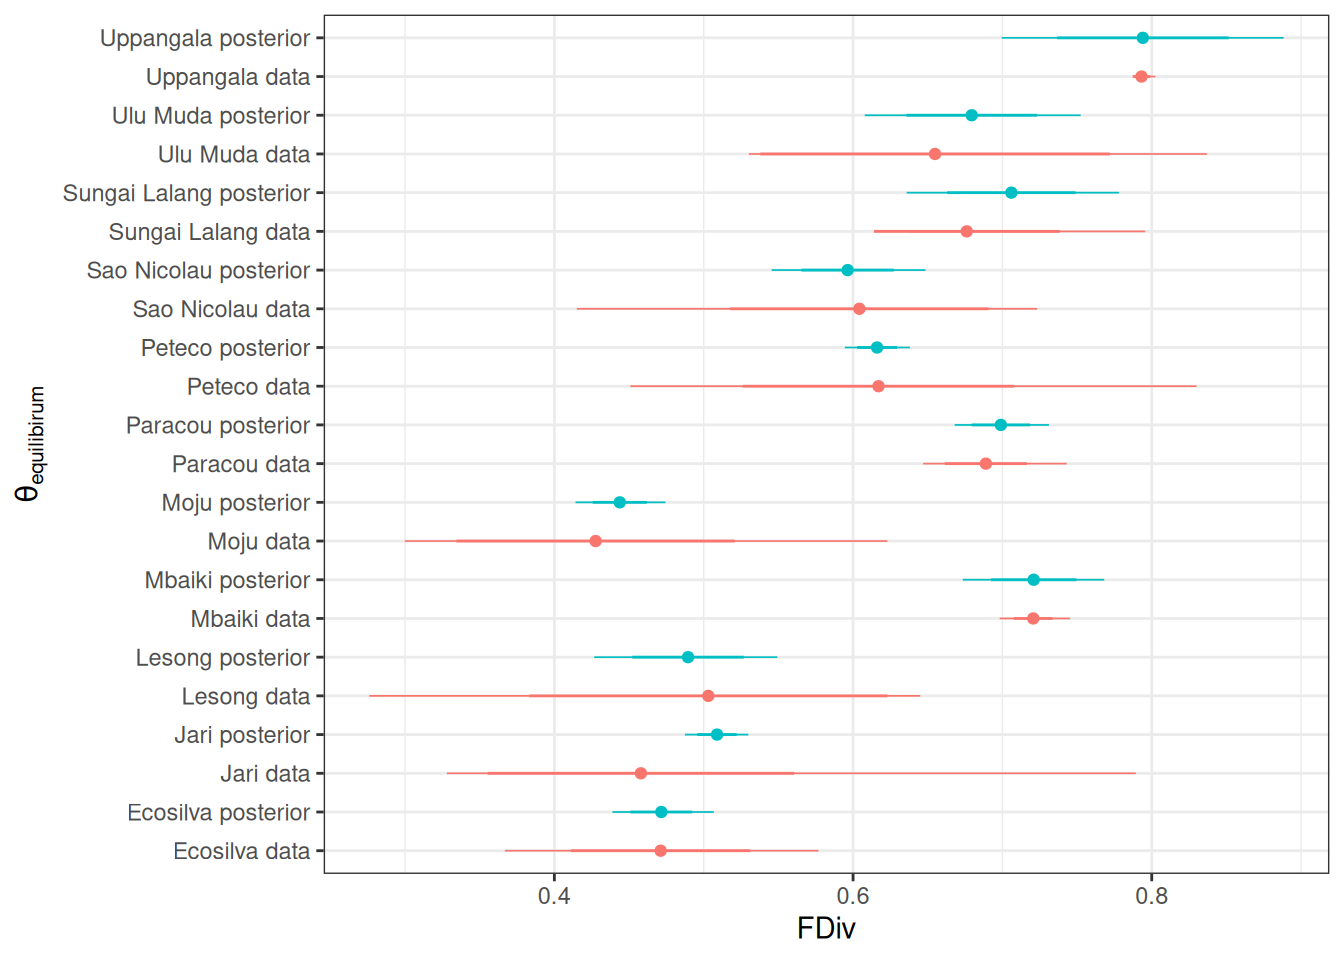 Uppangala posterior
Uppangala data
Ulu Muda posterior
Ulu Muda data
Sungai Lalang posterior
Sungai Lalang data
Sao Nicolau posterior
Sao Nicolau data
Peteco posterior
Peteco data
Paracou posterior
Paracou data
Moju posterior
Moju data
Mbaiki posterior
Mbaiki data
Lesong posterior
Lesong data
Jari posterior
Jari data
Ecosilva posterior
Ecosilva data
θequilibirum
0.4 0.6 0.8
FDiv